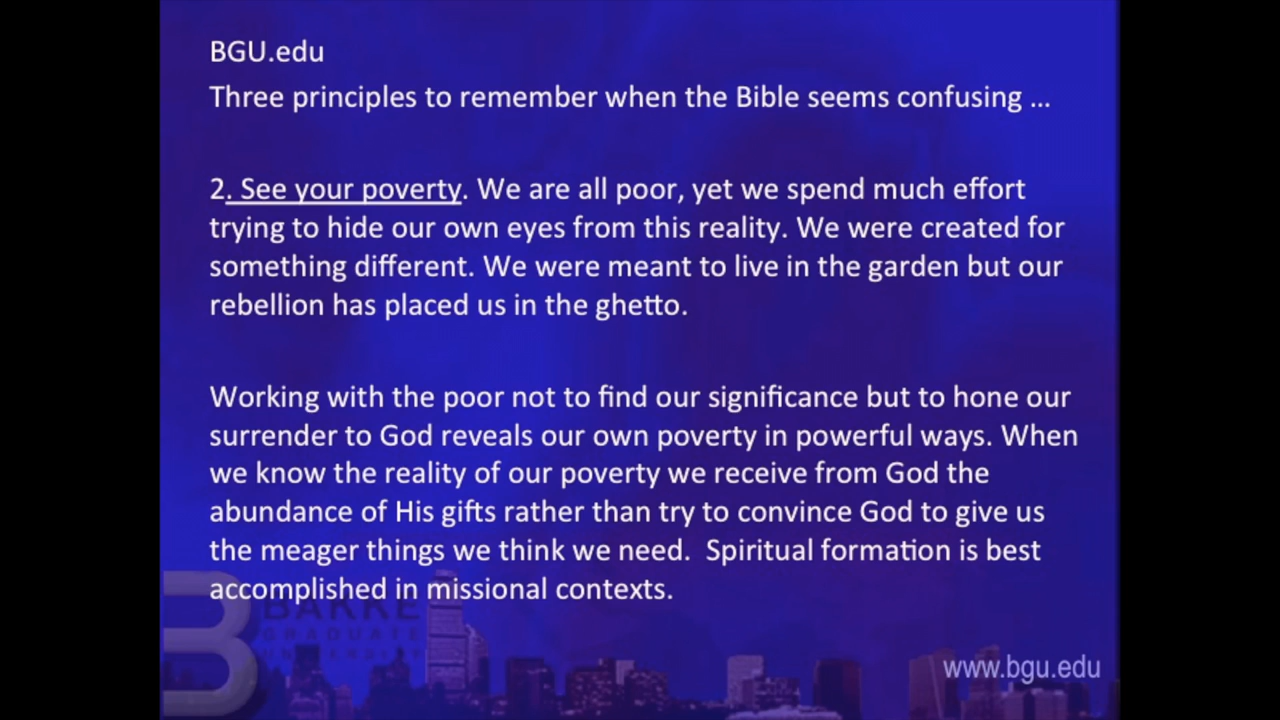 BGU.edu
Three principles to remember when the Bible seems confusing ...
2. See your poverty. We are all poor, yet we spend much effort
trying to hide our own eyes from this reality. We were created for
something different. We were meant to live in the garden but our
rebellion has placed us in the ghetto.
Working with the poor not to find our significance but to hone our
surrender to God reveals our own poverty in powerful ways. When
we know the reality of our poverty we receive from God the
abundance of His gifts rather than try to convince God to give us
the meager things we think we need.  Spiritual formation is best
accomplished in missional contexts.
B
BAKKE
GRADUATE
UNIVERSITY
www.bgu.edu